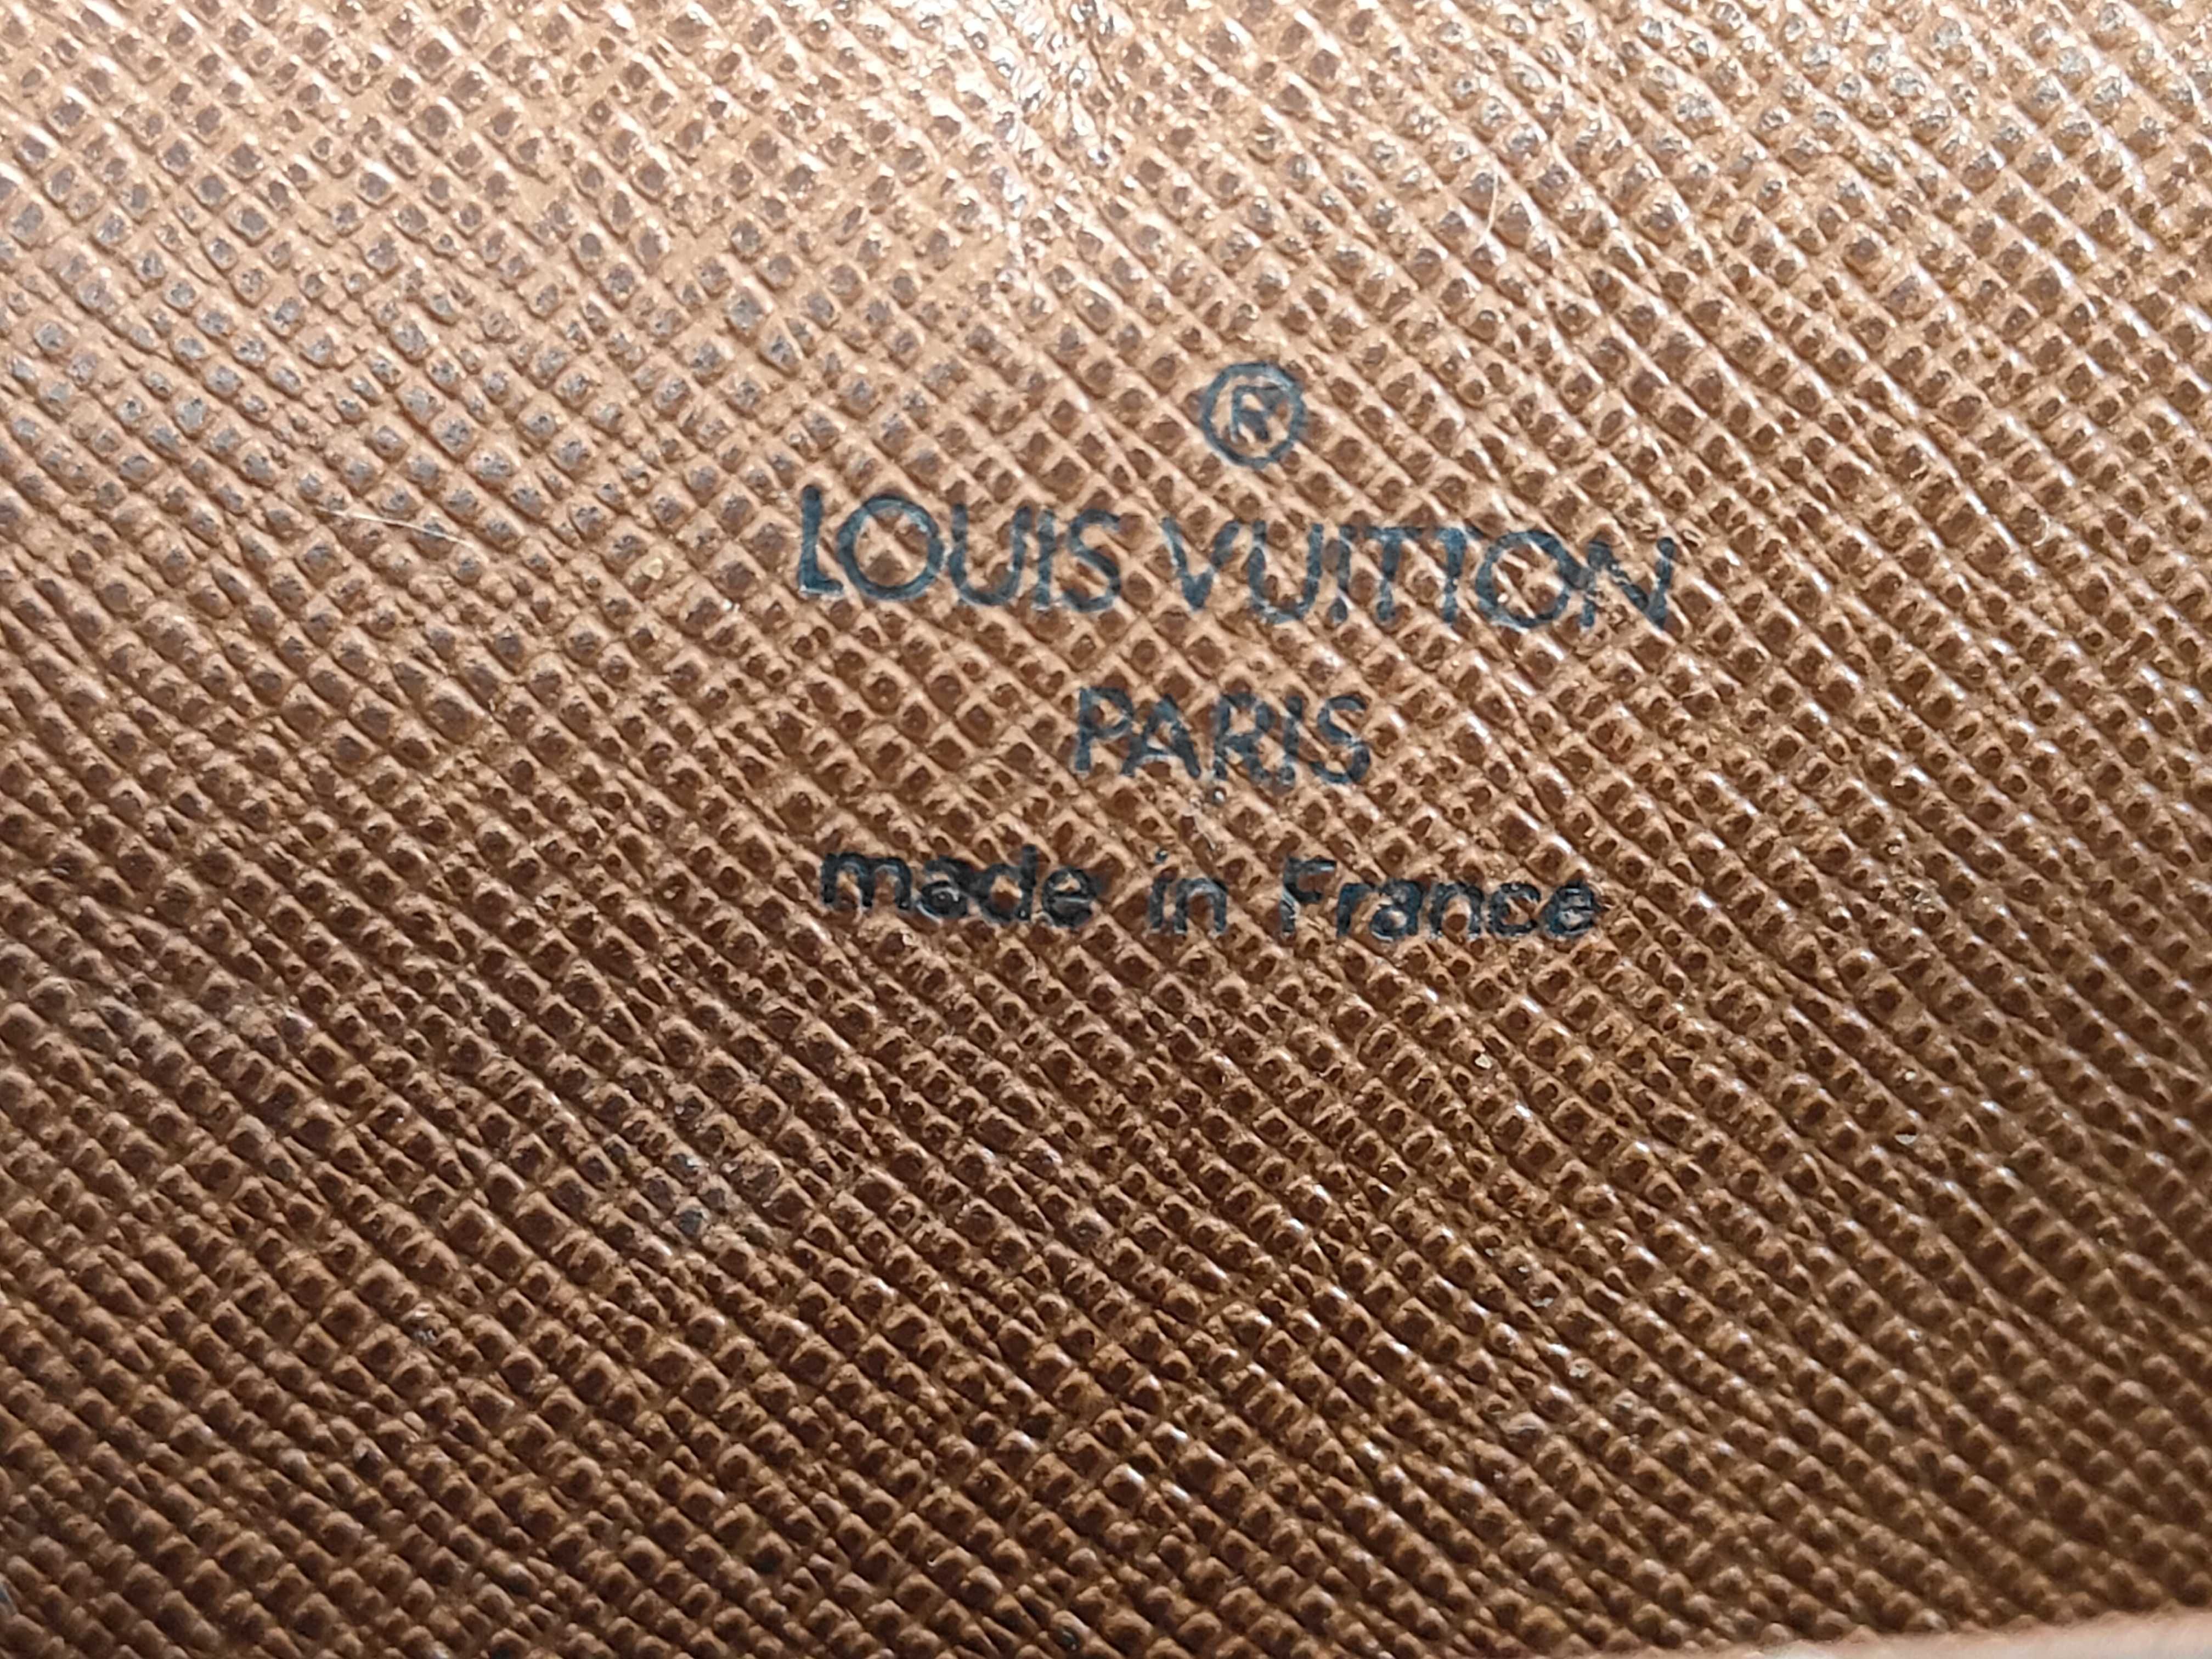 ®
LOUIS VUITTON
PARIS
made in France